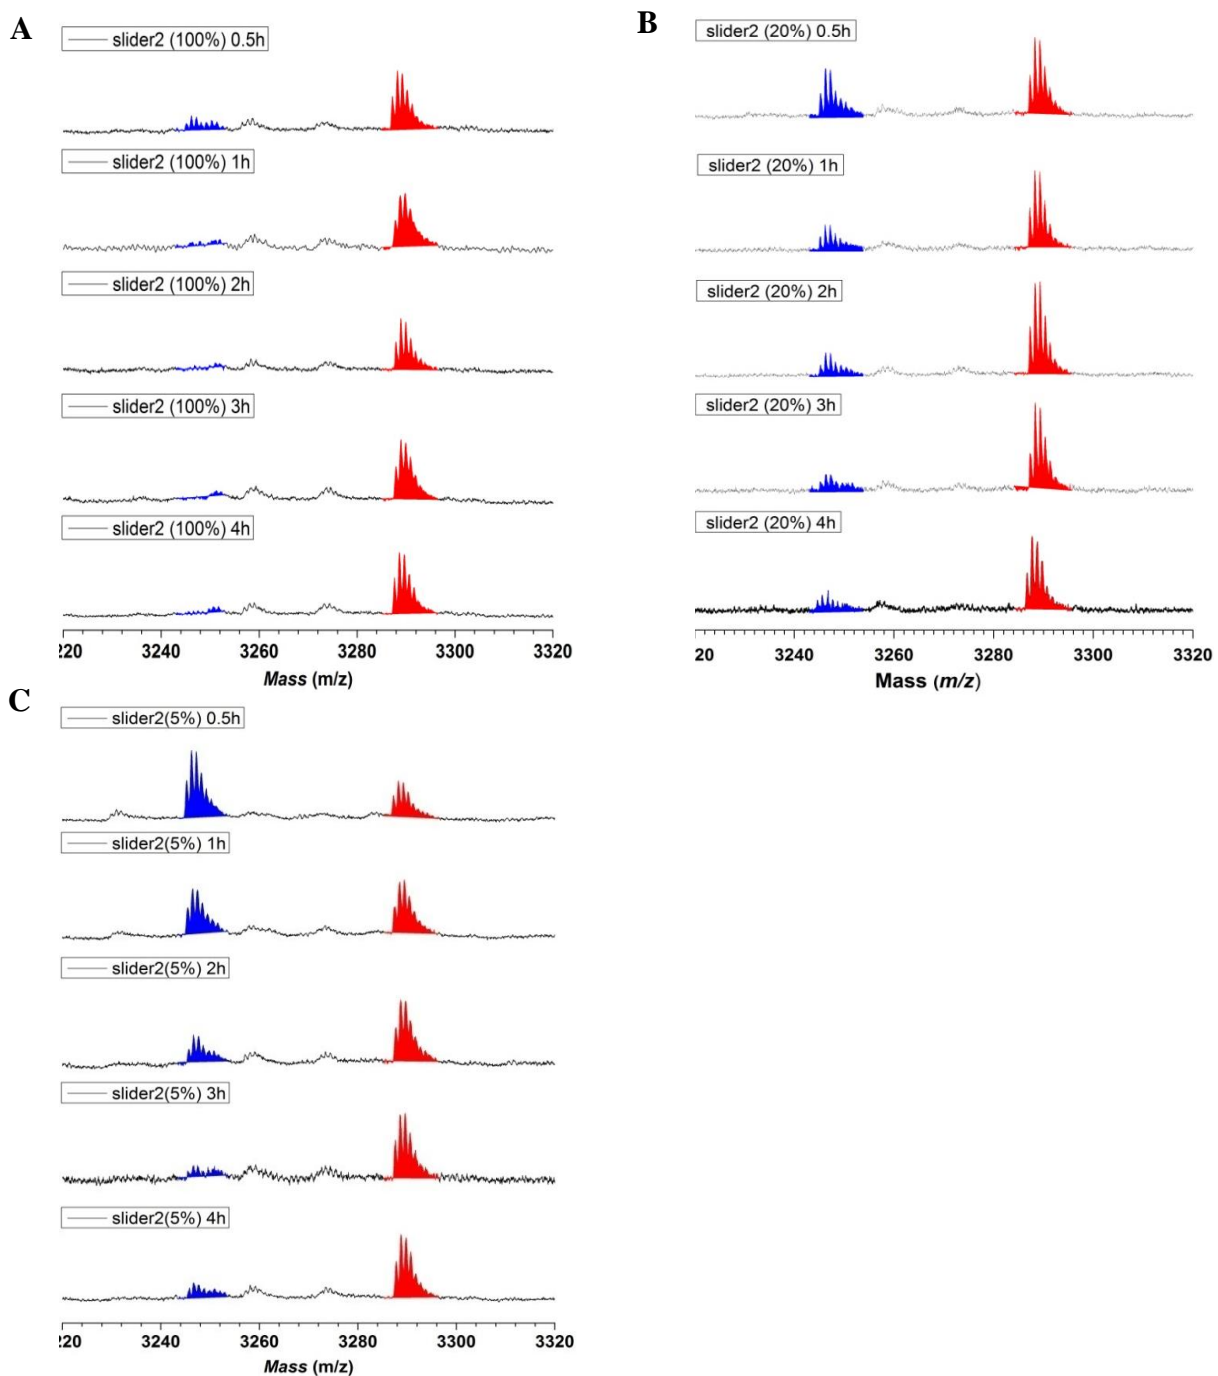 A
slider2 (100%) 0.5h
slider2 (100%) 1h
slider2 (100%) 2h
slider2 (100%) 3h
slider2 (100%) 4h
220 3240 3260 3280 3300 3320
Mass (m/z)
B
slider2 (20%) 0.5h
slider2 (20%) 1h
slider2 (20%) 2h
slider2 (20%) 3h
slider2 (20%) 4h
20 3240 3260 3280 3300 3320
Mass (m/z)
C
slider2(5%) 0.5h
slider2(5%) 1h
slider2(5%) 2h
slider2(5%) 3h
slider2(5%) 4h
220 3240 3260 3280 3300 3320
Mass (m/z)